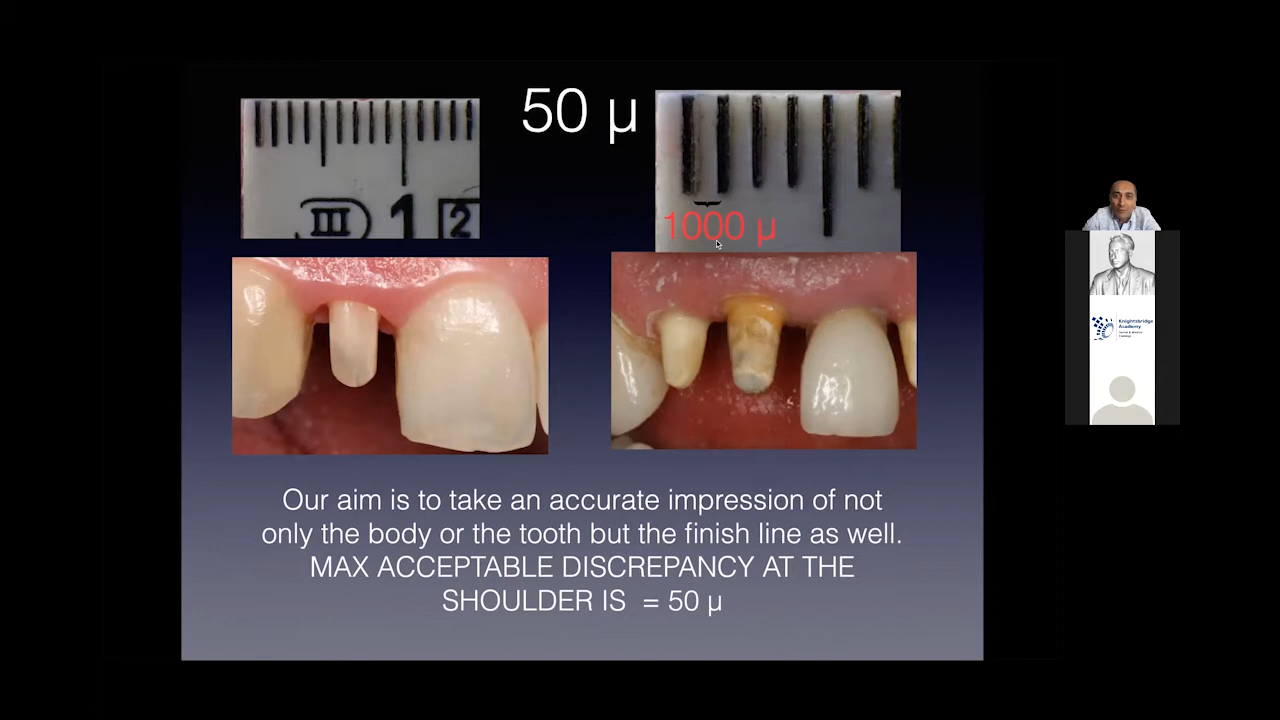 50 µ
III 1 2
1000 µ
Our aim is to take an accurate impression of not
only the body or the tooth but the finish line as well.
MAX ACCEPTABLE DISCREPANCY AT THE
SHOULDER IS = 50 µ
Knightsbridge
Academy